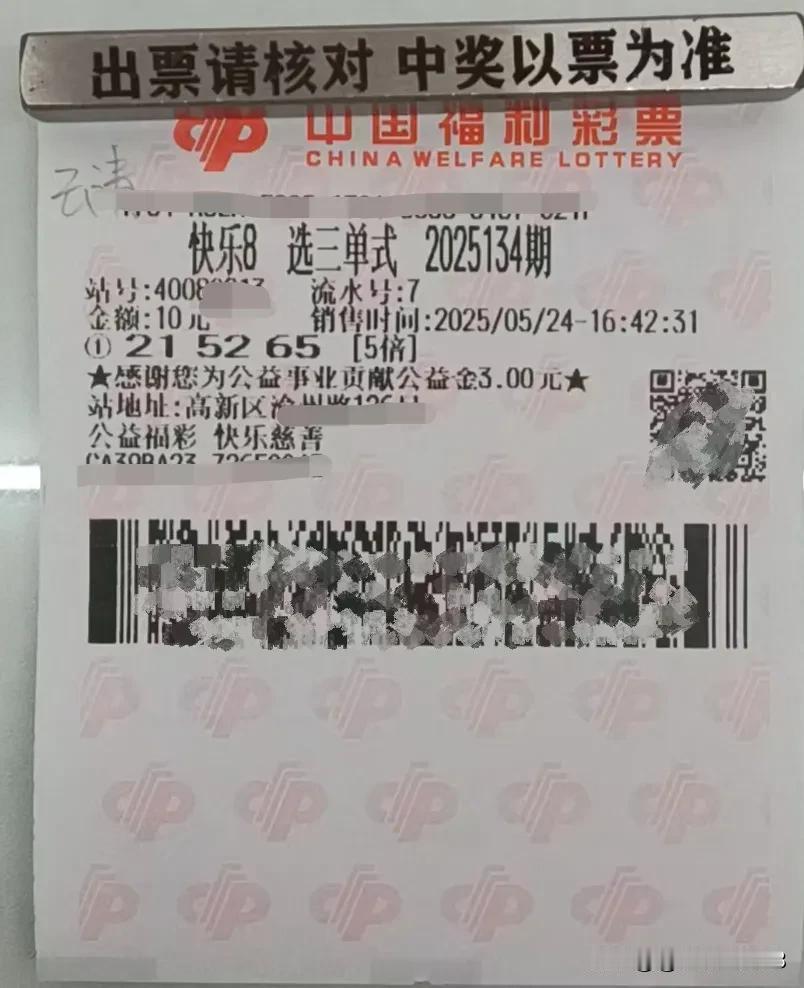 出票请核对 中奖以票为准
中国福利彩票
CHINA WELFARE LOTTERY
快乐8 选三单式 2025134期
站号:4008 流水号:7
金额:10元 销售时间:2025/05/24-16:42:31
① 21 52 65 [5倍]
★感谢您为公益事业贡献公益金3.00元★
站地址:高新区
公益福彩 快乐慈善